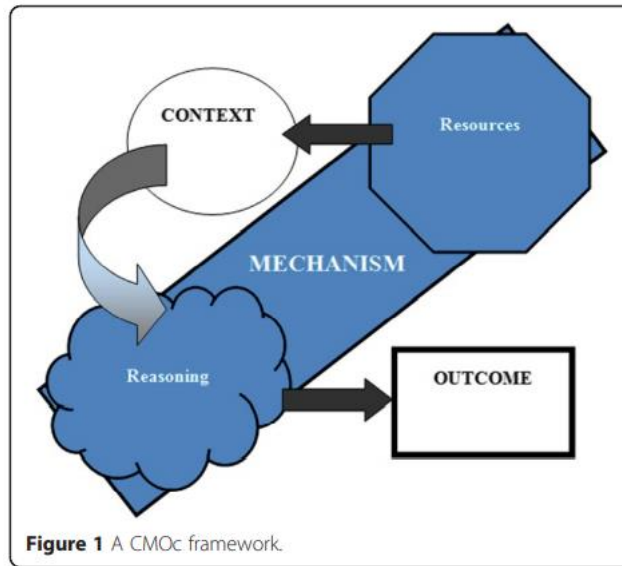 CONTEXT
Resources
MECHANISM
Reasoning
OUTCOME
Figure 1 A CMOc framework.